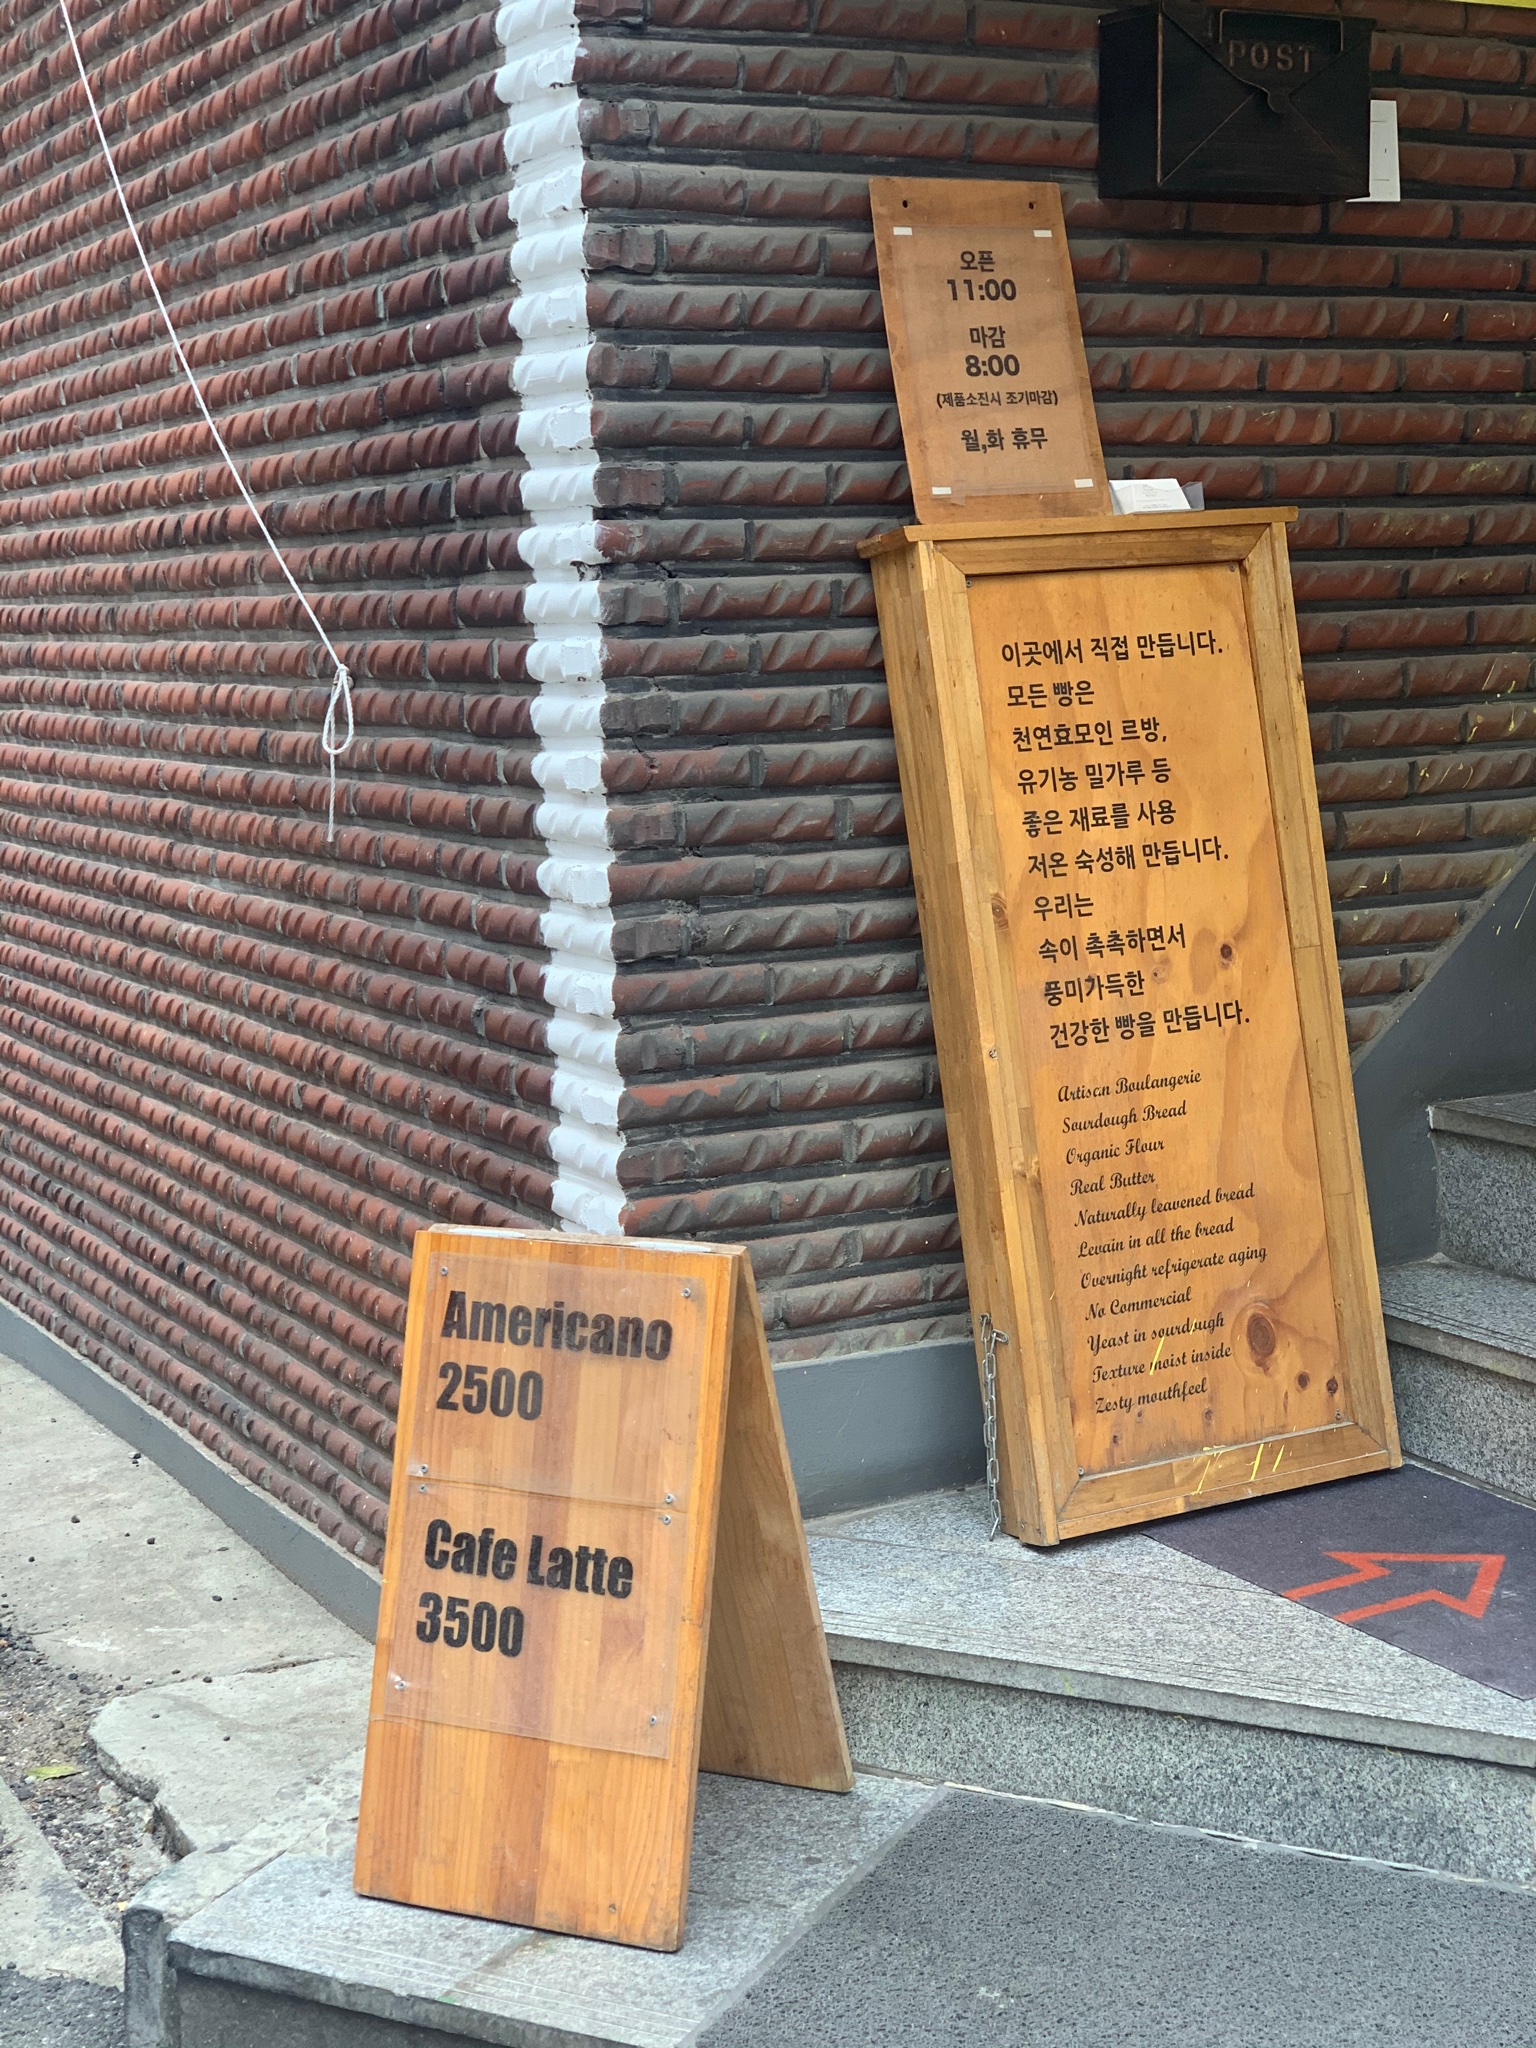 POST
오픈
11:00
마감
8:00
(제품소진시 조기마감)
월,화 휴무
이곳에서 직접 만듭니다.
모든 빵은
천연효모인 르방,
유기농 밀가루 등
좋은 재료를 사용
저온 숙성해 만듭니다.
우리는
속이 촉촉하면서
풍미가득한
건강한 빵을 만듭니다.
Artisan Boulangerie
Sourdough Bread
Organic Flour
Real Butter
Naturally leavened bread
Levain in all the bread
Overnight refrigerate aging
No Commercial
Yeast in sourdough
Texture moist inside
Zesty mouthfeel
Americano
2500
Cafe Latte
3500